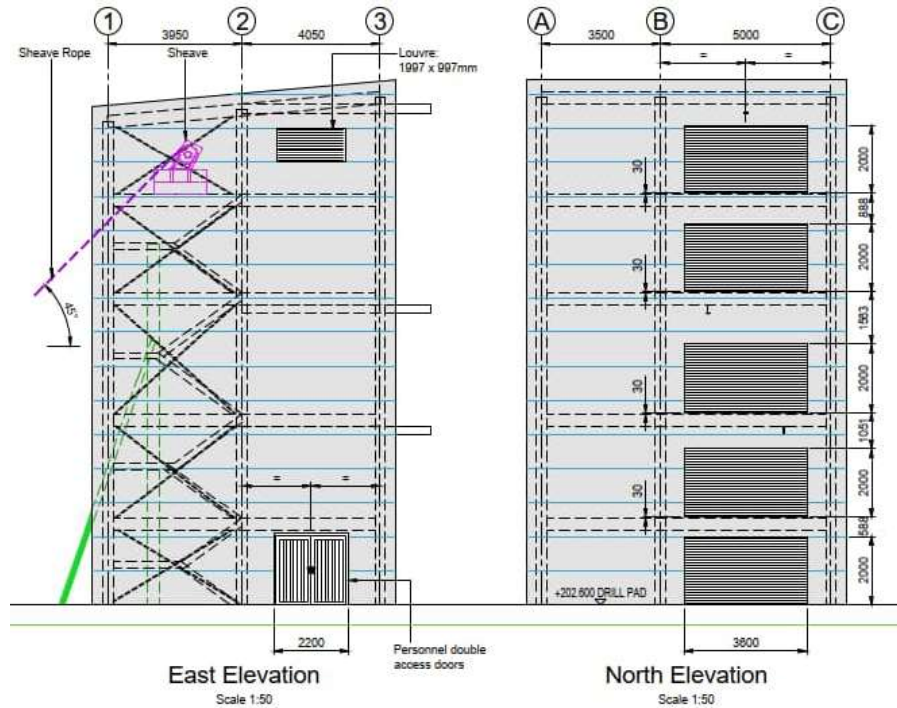 1
2
3
3950
4050
Sheave Rope
Sheave
Louvre:
1997 x 997mm
45°
=
=
2200
Personnel double
access doors
East Elevation
Scale 1:50
A
B
C
3500
5000
=
=
30
2000
888
30
2000
1563
30
2000
1051
30
2000
588
2000
+202.600 DRILL PAD
3600
North Elevation
Scale 1:50